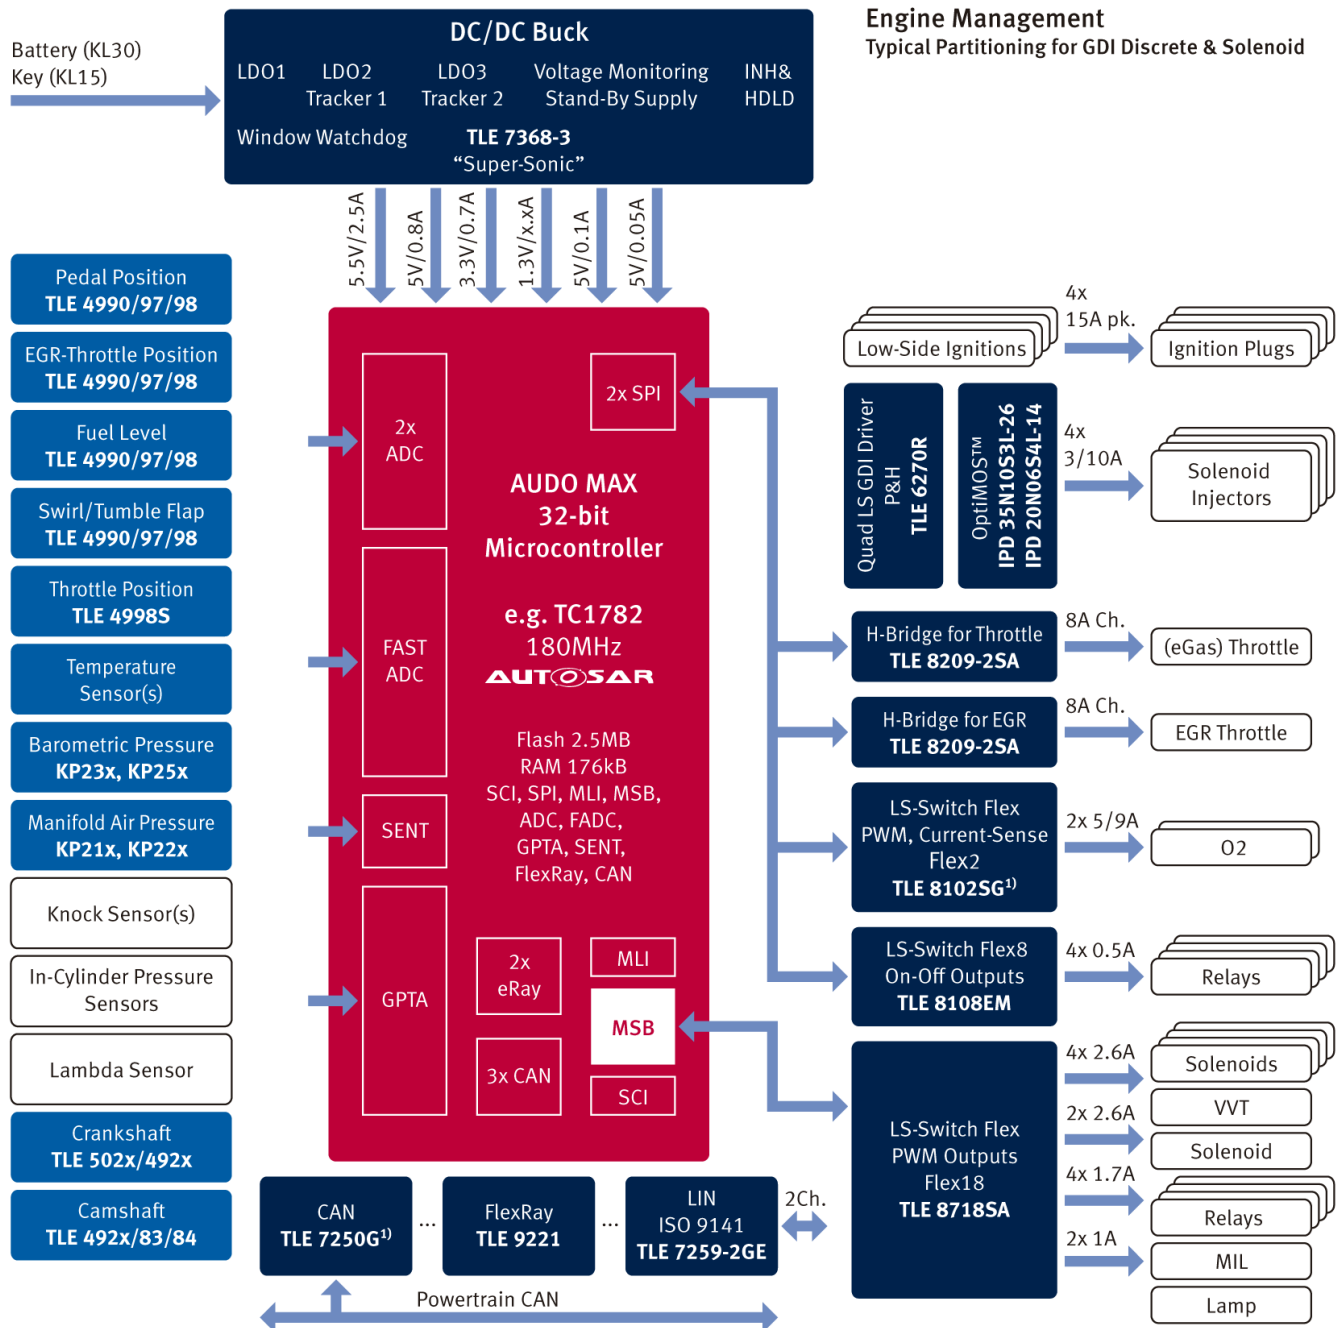 Engine Management
Typical Partitioning for GDI Discrete & Solenoid
Battery (KL30)
Key (KL15)
DC/DC Buck
LDO1
LDO2
Tracker 1
LDO3
Tracker 2
Voltage Monitoring
Stand-By Supply
INH&
HDLD
Window Watchdog
TLE 7368-3
“Super-Sonic”
5.5V/2.5A
5V/0.8A
3.3V/0.7A
1.3V/x.xA
5V/0.1A
5V/0.05A
Pedal Position
TLE 4990/97/98
EGR-Throttle Position
TLE 4990/97/98
Fuel Level
TLE 4990/97/98
Swirl/Tumble Flap
TLE 4990/97/98
Throttle Position
TLE 4998S
Temperature
Sensor(s)
Barometric Pressure
KP23x, KP25x
Manifold Air Pressure
KP21x, KP22x
Knock Sensor(s)
In-Cylinder Pressure
Sensors
Lambda Sensor
Crankshaft
TLE 502x/492x
Camshaft
TLE 492x/83/84
2x
ADC
FAST
ADC
SENT
GPTA
2x SPI
AUDO MAX
32-bit
Microcontroller
e.g. TC1782
180MHz
AUTOSAR
Flash 2.5MB
RAM 176kB
SCI, SPI, MLI, MSB,
ADC, FADC,
GPTA, SENT,
FlexRay, CAN
2x
eRay
3x CAN
MLI
MSB
SCI
CAN
TLE 7250G1)
...
FlexRay
TLE 9221
...
LIN
ISO 9141
TLE 7259-2GE
2Ch.
Powertrain CAN
Low-Side Ignitions
4x
15A pk.
Ignition Plugs
Quad LS GDI Driver
P&H
TLE 6270R
OptiMOS™
IPD 35N10S3L-26
IPD 20N06S4L-14
4x
3/10A
Solenoid
Injectors
H-Bridge for Throttle
TLE 8209-2SA
8A Ch.
(eGas) Throttle
H-Bridge for EGR
TLE 8209-2SA
8A Ch.
EGR Throttle
LS-Switch Flex
PWM, Current-Sense
Flex2
TLE 8102SG1)
2x 5/9A
O2
LS-Switch Flex8
On-Off Outputs
TLE 8108EM
4x 0.5A
Relays
LS-Switch Flex
PWM Outputs
Flex18
TLE 8718SA
4x 2.6A
Solenoids
VVT
2x 2.6A
Solenoid
4x 1.7A
Relays
2x 1A
MIL
Lamp